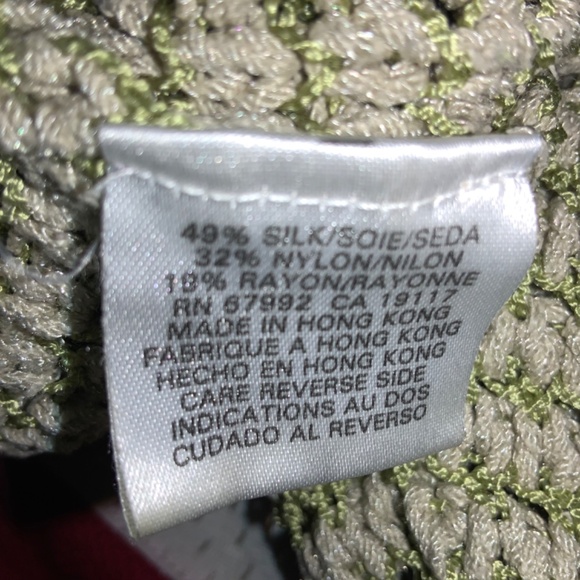 49% SILK/SOIE/SEDA
32% NYLON/NILON
19% RAYON/RAYONNE
RN 67992 CA 19117
MADE IN HONG KONG
FABRIQUE A HONG KONG
HECHO EN HONG KONG
CARE REVERSE SIDE
INDICATIONS AU DOS
CUDADO AL REVERSO